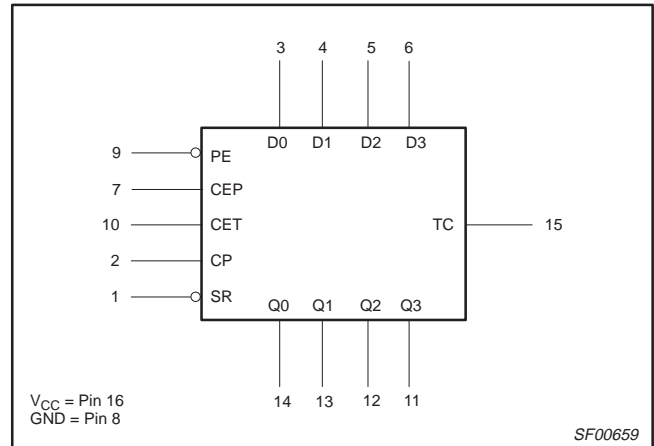 3 4 5 6
D0 D1 D2 D3
9 PE
7 CEP
10 CET TC 15
2 CP
1 SR
Q0 Q1 Q2 Q3
14 13 12 11
VCC = Pin 16
GND = Pin 8
SF00659